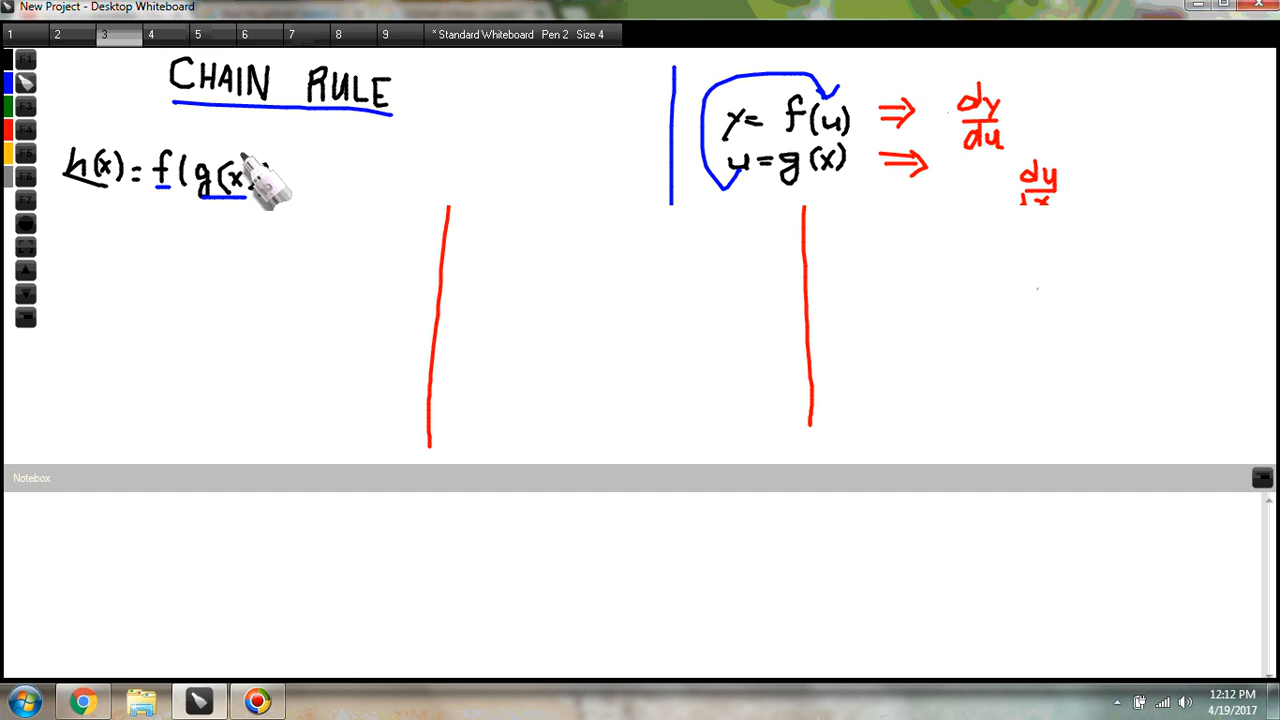 New Project - Desktop Whiteboard
1 2 3 4 5 6 7 8 9 * Standard Whiteboard Pen 2 Size 4
CHAIN RULE
h(x) = f(g(x)
y = f(u) ⇒ dy/du
u = g(x) ⇒
dy
Notebox
12:12 PM
4/19/2017